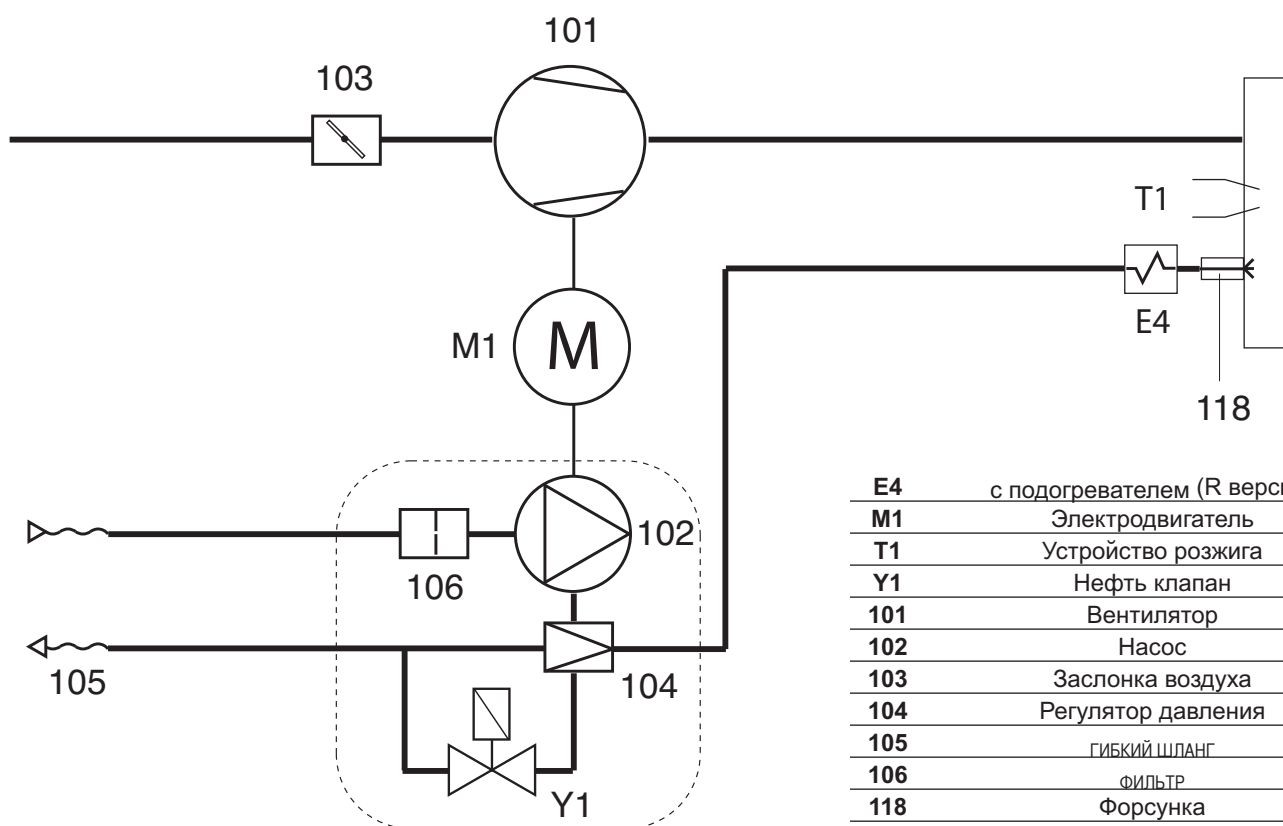 101
103
T1
E4
M1
M
118
102
106
105
104
Y1
E4 с подогревателем (R верси
M1 Электродвигатель
T1 Устройство розжига
Y1 Нефть клапан
101 Вентилятор
102 Насос
103 Заслонка воздуха
104 Регулятор давления
105 ГИБКИЙ ШЛАНГ
106 ФИЛЬТР
118 Форсунка